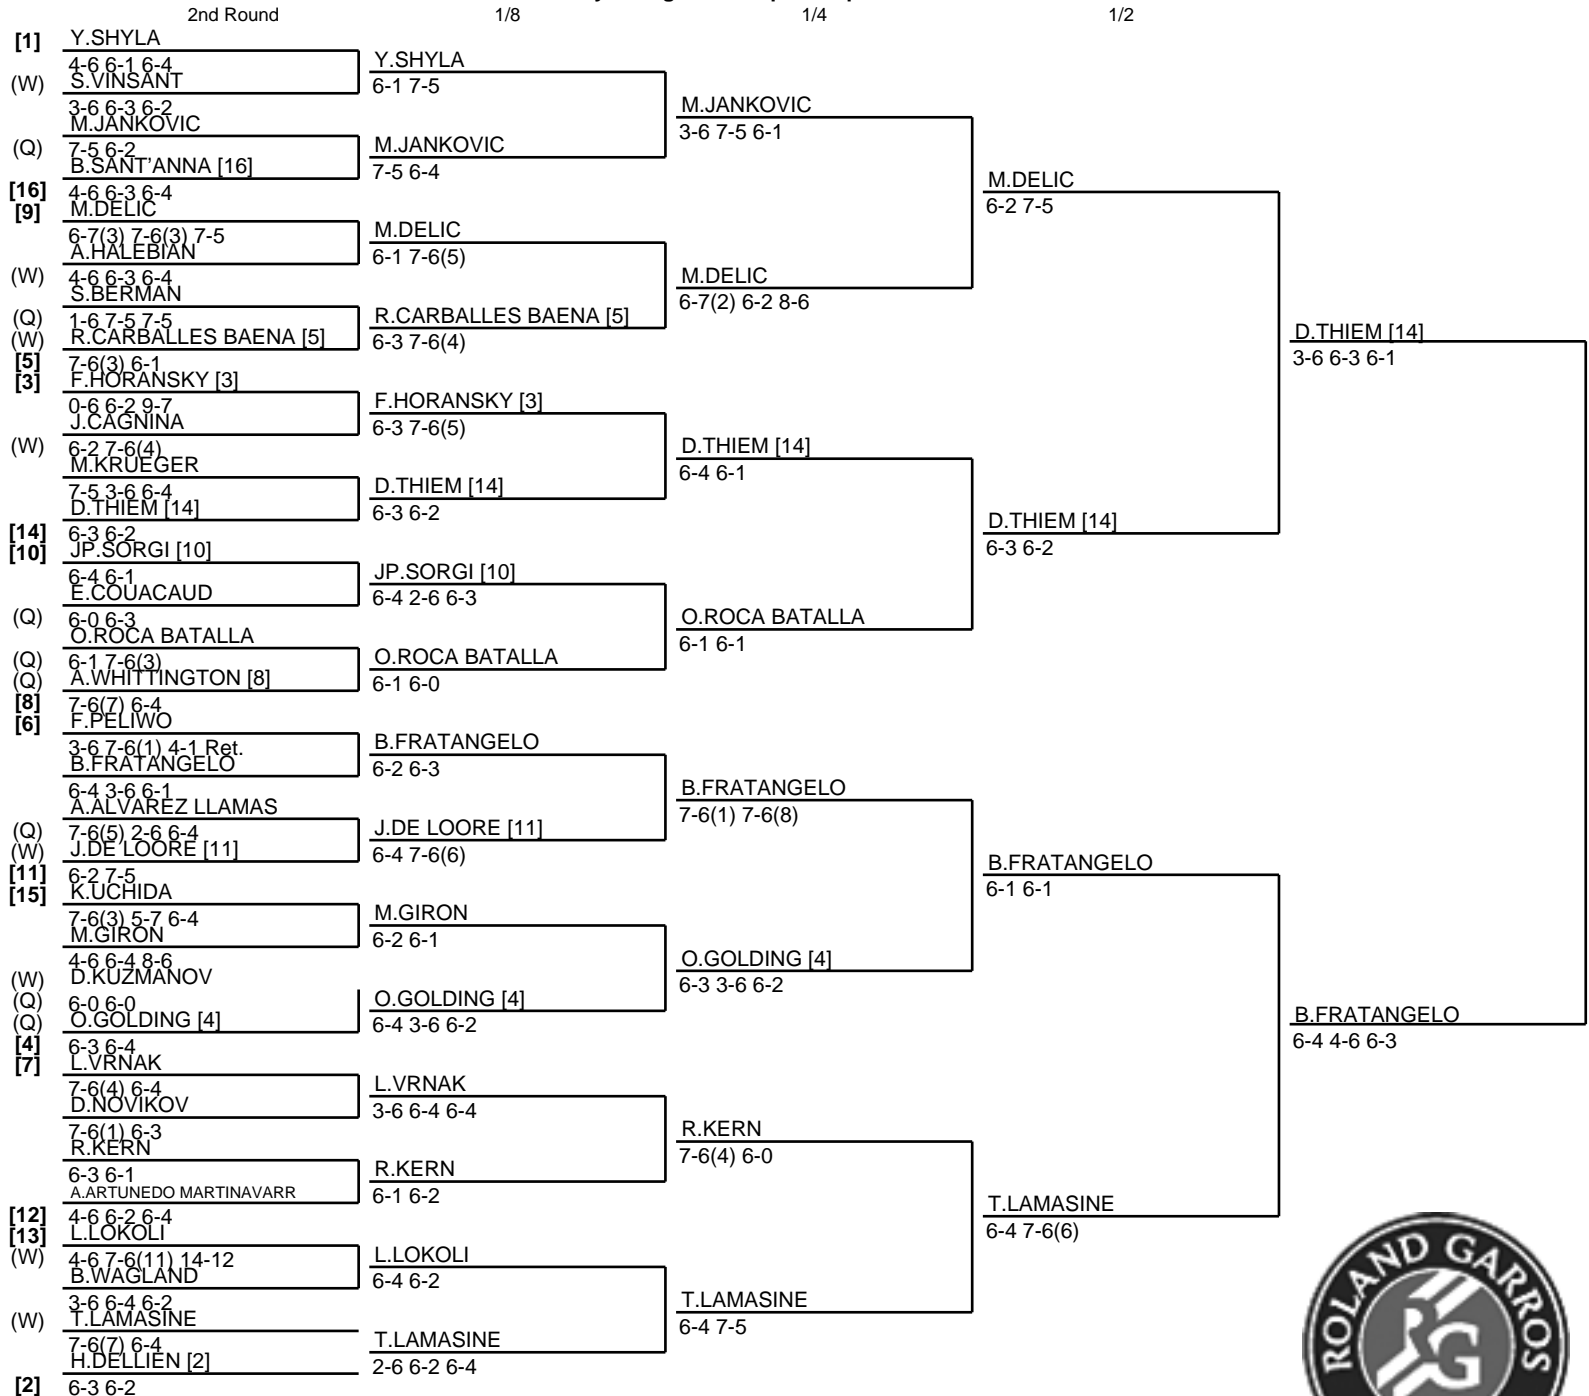 2nd Round 1/8 1/4 1/2
[1] Y.SHYLA
4-6 6-1 6-4
(W) S.VINSANT
3-6 6-3 6-2
M.JANKOVIC
(Q) 7-5 6-2
B.SANT'ANNA [16]
[16] 4-6 6-3 6-4
[9] M.DELIC
6-7(3) 7-6(3) 7-5
A.HALEBIAN
(W) 4-6 6-3 6-4
S.BERMAN
(Q) 1-6 7-5 7-5
(W) R.CARBALLES BAENA [5]
[5] 7-6(3) 6-1
[3] F.HORANSKY [3]
0-6 6-2 9-7
J.CAGNINA
(W) 6-2 7-6(4)
M.KRUEGER
7-5 3-6 6-4
D.THIEM [14]
[14] 6-3 6-2
[10] JP.SORGI [10]
6-4 6-1
E.COUACAUD
(Q) 6-0 6-3
O.ROCA BATALLA
(Q) 6-1 7-6(3)
(Q) A.WHITTINGTON [8]
[8] 7-6(7) 6-4
[6] F.PELIWO
3-6 7-6(1) 4-1 Ret.
B.FRATANGELO
6-4 3-6 6-1
A.ALVAREZ LLAMAS
(Q) 7-6(5) 2-6 6-4
(W) J.DE LOORE [11]
[11] 6-2 7-5
[15] K.UCHIDA
7-6(3) 5-7 6-4
M.GIRON
4-6 6-4 8-6
(W) D.KUZMANOV
(Q) 6-0 6-0
(Q) O.GOLDING [4]
[4] 6-3 6-4
[7] L.VRNAK
7-6(4) 6-4
D.NOVIKOV
7-6(1) 6-3
R.KERN
6-3 6-1
A.ARTUNEDO MARTINAVARR
[12] 4-6 6-2 6-4
[13] L.LOKOLI
(W) 4-6 7-6(11) 14-12
B.WAGLAND
3-6 6-4 6-2
(W) T.LAMASINE
7-6(7) 6-4
H.DELLIEN [2]
[2] 6-3 6-2
Y.SHYLA
6-1 7-5
M.JANKOVIC
7-5 6-4
M.DELIC
6-1 7-6(5)
R.CARBALLES BAENA [5]
6-3 7-6(4)
F.HORANSKY [3]
6-3 7-6(5)
D.THIEM [14]
6-3 6-2
JP.SORGI [10]
6-4 2-6 6-3
O.ROCA BATALLA
6-1 6-0
B.FRATANGELO
6-2 6-3
J.DE LOORE [11]
6-4 7-6(6)
M.GIRON
6-2 6-1
O.GOLDING [4]
6-4 3-6 6-2
L.VRNAK
3-6 6-4 6-4
R.KERN
6-1 6-2
L.LOKOLI
6-4 6-2
T.LAMASINE
2-6 6-2 6-4
M.JANKOVIC
3-6 7-5 6-1
M.DELIC
6-7(2) 6-2 8-6
D.THIEM [14]
6-4 6-1
O.ROCA BATALLA
6-1 6-1
B.FRATANGELO
7-6(1) 7-6(8)
O.GOLDING [4]
6-3 3-6 6-2
R.KERN
7-6(4) 6-0
T.LAMASINE
6-4 7-5
M.DELIC
6-2 7-5
D.THIEM [14]
6-3 6-2
B.FRATANGELO
6-1 6-1
T.LAMASINE
6-4 7-6(6)
D.THIEM [14]
3-6 6-3 6-1
B.FRATANGELO
6-4 4-6 6-3
ROLAND GARROS
RG